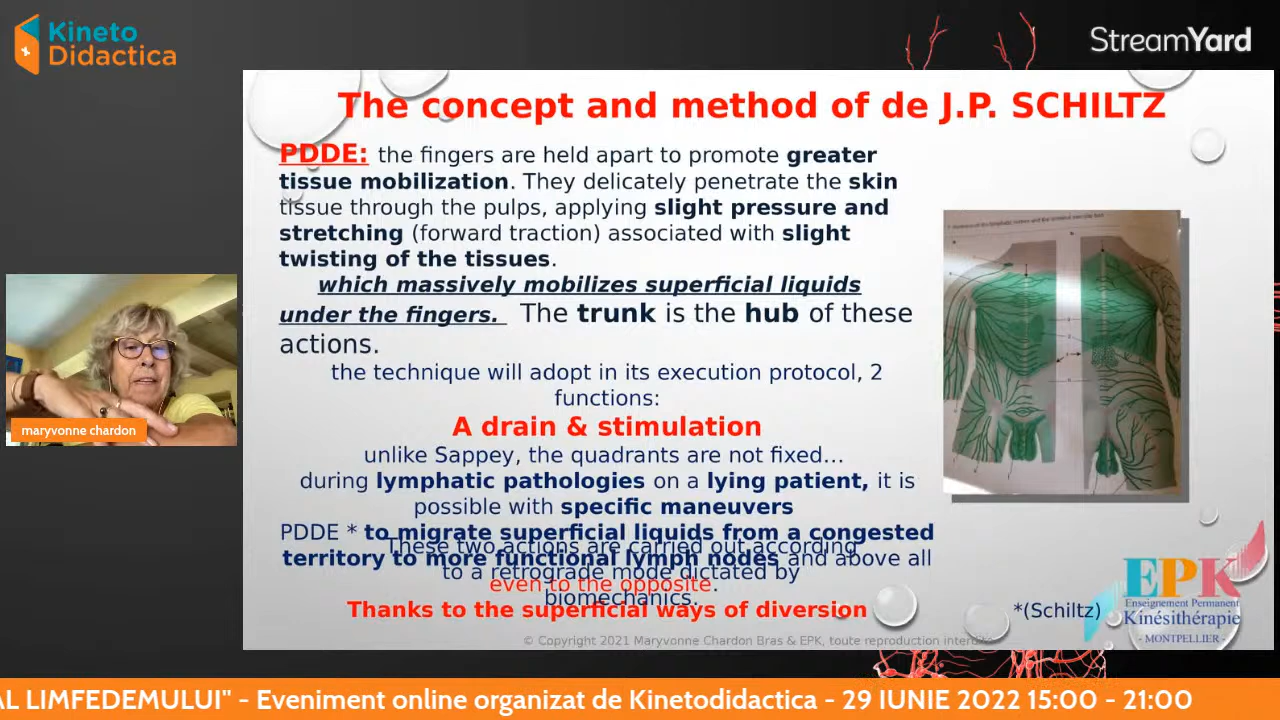 Kineto
Didactica
StreamYard
The concept and method of de J.P. SCHILTZ
PDDE: the fingers are held apart to promote greater
tissue mobilization. They delicately penetrate the skin
tissue through the pulps, applying slight pressure and
stretching (forward traction) associated with slight
twisting of the tissues.
which massively mobilizes superficial liquids
under the fingers. The trunk is the hub of these
actions.
the technique will adopt in its execution protocol, 2
functions:
A drain & stimulation
unlike Sappey, the quadrants are not fixed…
during lymphatic pathologies on a lying patient, it is
possible with specific maneuvers
PDDE * to migrate superficial liquids from a congested
These two actions are carried out according
territory to more functional lymph nodes and above all
to a retrograde mode dictated by
even to the opposite.
biomechanics.
Thanks to the superficial ways of diversion
*(Schiltz)
EPK
Enseignement Permanent
Kinésithérapie
- MONTPELLIER -
© Copyright 2021 Maryvonne Chardon Bras & EPK, toute reproduction interdite
maryvonne chardon
AL LIMFEDEMULUI" - Eveniment online organizat de Kinetodidactica - 29 IUNIE 2022 15:00 - 21:00